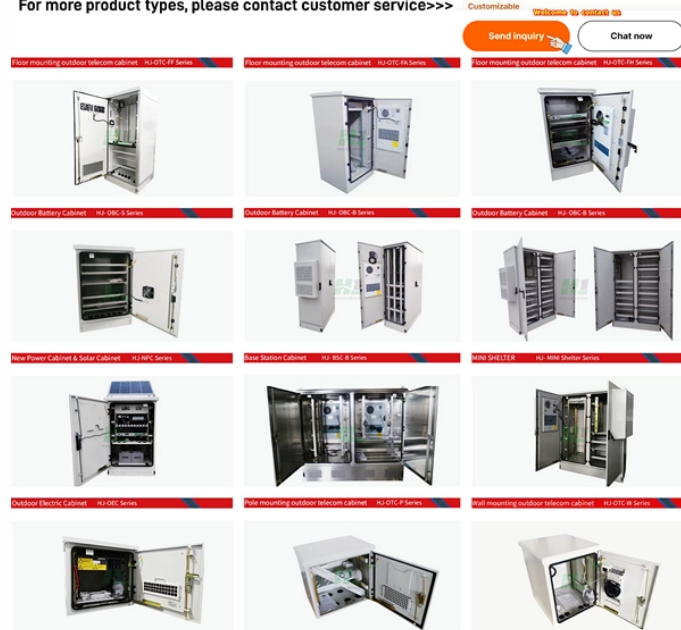 For more product types, please contact customer service>>>
Customizable
Welcome to contact us
Send inquiry
Chat now
Floor mounting outdoor telecom cabinet HJ-OTC-FF Series
Floor mounting outdoor telecom cabinet HJ-OTC-FA Series
Floor mounting outdoor telecom cabinet HJ-OTC-FH Series
Outdoor Battery Cabinet HJ- OBC-S Series
Outdoor Battery Cabinet HJ- OBC-B Series
Outdoor Battery Cabinet HJ- OBC-B Series
HJ
HJ
New Power Cabinet & Solar Cabinet HJ-NPC Series
Base Station Cabinet HJ- BSC-B Series
MINI SHELTER HJ- MINI Shelter Series
Outdoor Electric Cabinet HJ-OEC Series
Pole mounting outdoor telecom cabinet HJ-OTC-P Series
Wall mounting outdoor telecom cabinet HJ-OTC-W Series